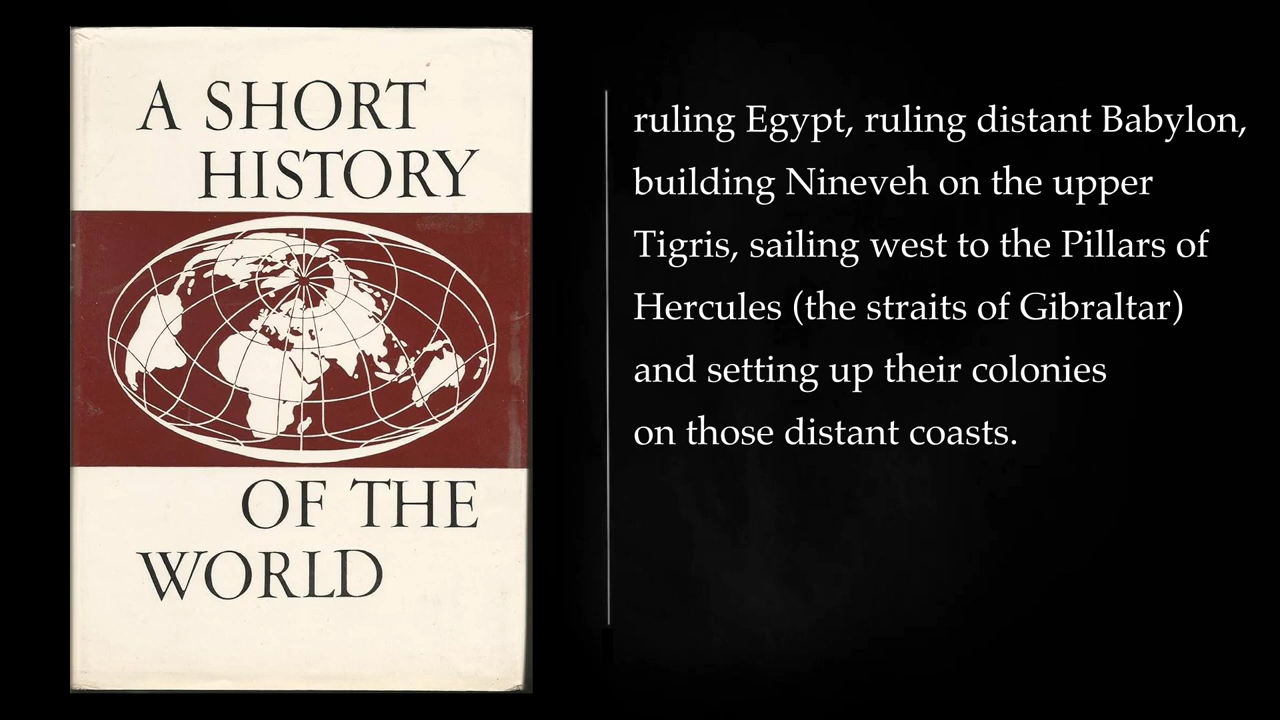 A SHORT
HISTORY
OF THE
WORLD
ruling Egypt, ruling distant Babylon,
building Nineveh on the upper
Tigris, sailing west to the Pillars of
Hercules (the straits of Gibraltar)
and setting up their colonies
on those distant coasts.